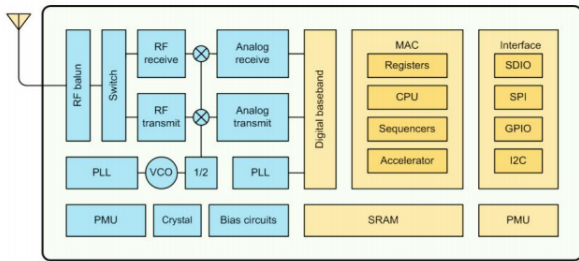 RF balun
Switch
RF
receive
Analog
receive
RF
transmit
Analog
transmit
PLL
VCO
1/2
PLL
Digital baseband
MAC
Registers
CPU
Sequencers
Accelerator
Interface
SDIO
SPI
GPIO
I2C
PMU
Crystal
Bias circuits
SRAM
PMU